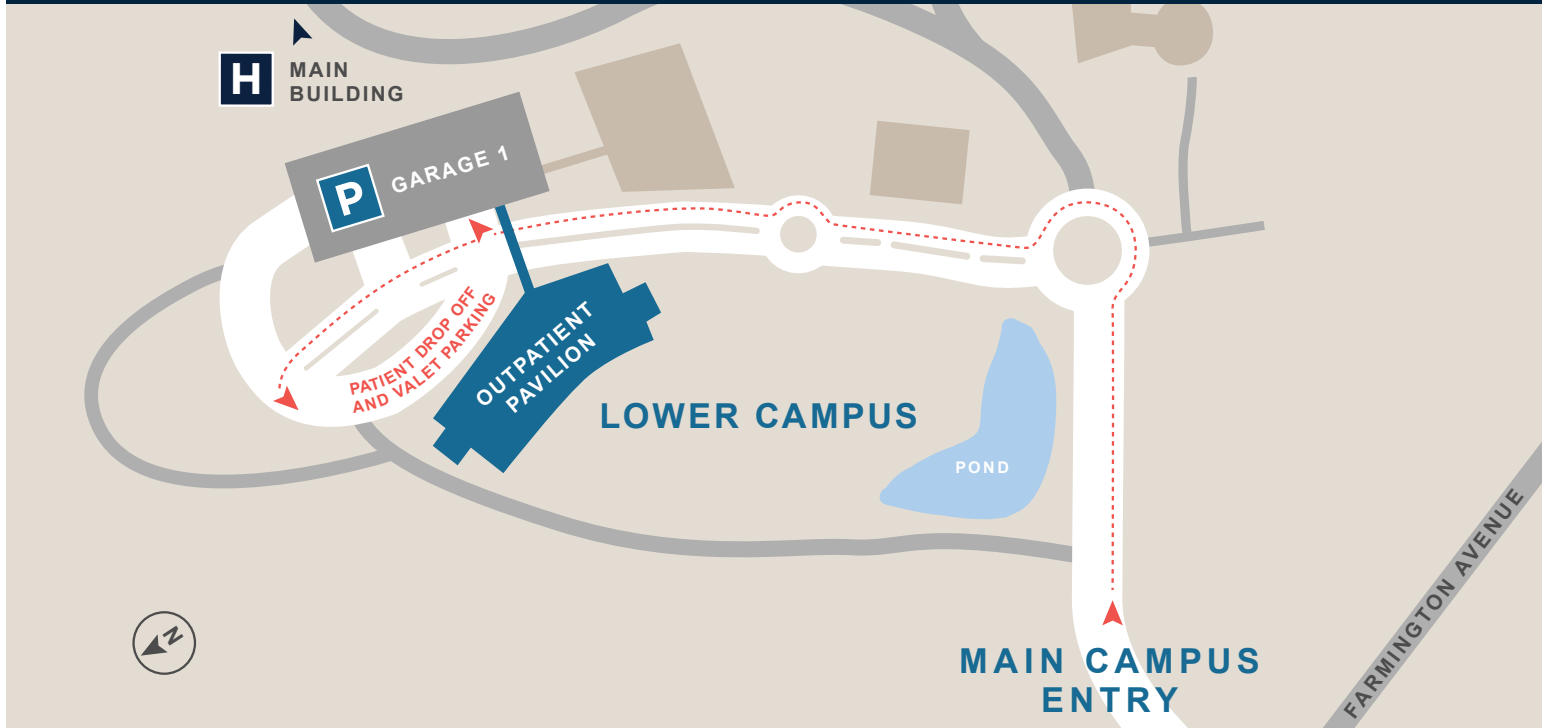 H
MAIN
BUILDING
P
GARAGE 1
PATIENT DROP OFF
AND VALET PARKING
OUTPATIENT
PAVILION
LOWER CAMPUS
POND
FARMINGTON AVENUE
N
MAIN CAMPUS
ENTRY